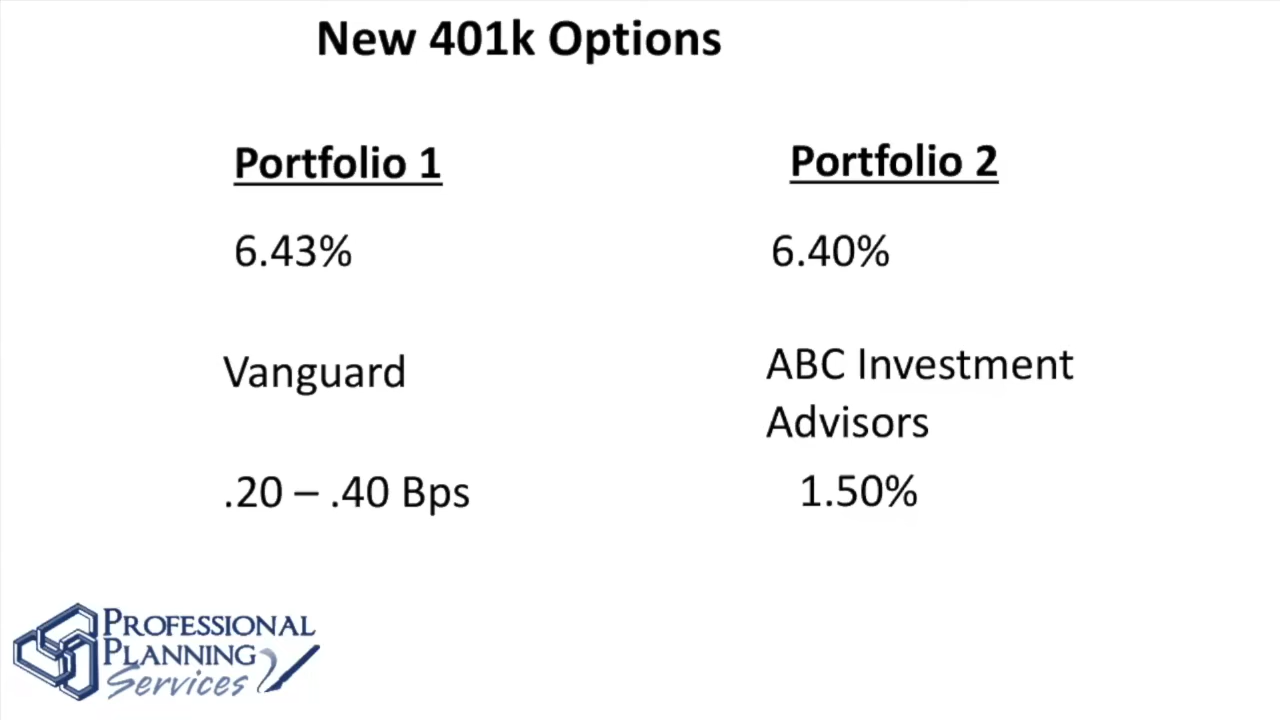 New 401k Options
Portfolio 1
Portfolio 2
6.43%
6.40%
Vanguard
ABC Investment
Advisors
.20 – .40 Bps
1.50%
PROFESSIONAL
PLANNING
Services